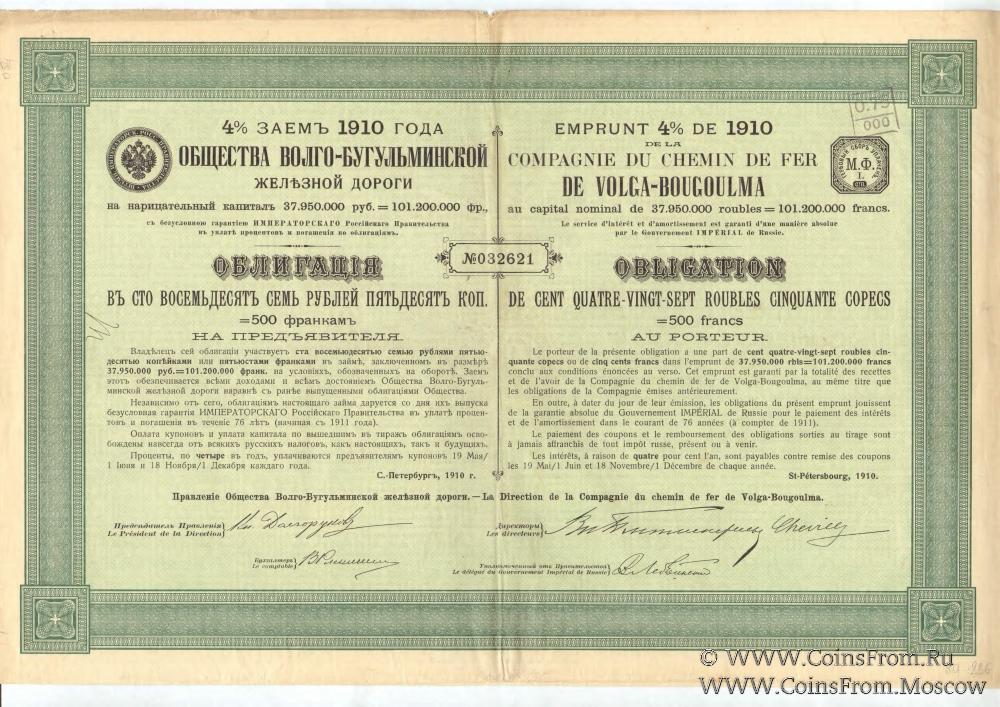 4% ЗАЕМЪ 1910 ГОДА
ОБЩЕСТВА ВОЛГО-БУГУЛЬМИНСКОЙ
ЖЕЛѢЗНОЙ ДОРОГИ
на нарицательный капиталъ 37.950.000 руб. = 101.200.000 фр.,
съ безусловною гарантіею ИМПЕРАТОРСКАГО Россійскаго Правительства
въ уплатѣ процентовъ и погашенія по облигаціямъ.
ОБЛИГАЦІЯ
ВЪ СТО ВОСЕМЬДЕСЯТЪ СЕМЬ РУБЛЕЙ ПЯТЬДЕСЯТЪ КОП.
=500 франкамъ
НА ПРЕДЪЯВИТЕЛЯ.
Владѣлецъ сей облигаціи участвуетъ ста восемьюдесятью семью рублями пятью-
десятью копѣйками или пятьюстами франками въ займѣ, заключенномъ въ размѣрѣ
37.950.000 руб.=101.200.000 франк. на условіяхъ, обозначенныхъ на оборотѣ. Заемъ
этотъ обезпечивается всѣми доходами и всѣмъ достояніемъ Общества Волго-Бугуль-
минской желѣзной дороги наравнѣ съ ранѣе выпущенными облигаціями Общества.
Независимо отъ сего, облигаціямъ настоящаго займа даруется со дня ихъ выпуска
безусловная гарантія ИМПЕРАТОРСКАГО Россійскаго Правительства въ уплатѣ процен-
товъ и погашенія въ теченіе 76 лѣтъ (начиная съ 1911 года).
Оплата купоновъ и уплата капитала по вышедшимъ въ тиражъ облигаціямъ осво-
бождены навсегда отъ всякихъ русскихъ налоговъ, какъ настоящихъ, такъ и будущихъ.
Проценты, по четыре въ годъ, уплачиваются предъявителямъ купоновъ 19 Мая/
1 Іюня и 18 Ноября/1 Декабря каждаго года.
С.-Петербургъ, 1910 г.
№032621
EMPRUNT 4% DE 1910
DE LA
COMPAGNIE DU CHEMIN DE FER
DE VOLGA-BOUGOULMA
au capital nominal de 37.950.000 roubles = 101.200.000 francs.
Le service d'intérêt et d'amortissement est garanti d'une manière absolue
par le Gouvernement IMPÉRIAL de Russie.
OBLIGATION
DE CENT QUATRE-VINGT-SEPT ROUBLES CINQUANTE COPECS
=500 francs
AU PORTEUR.
Le porteur de la présente obligation a une part de cent quatre-vingt-sept roubles cin-
quante copecs ou de cinq cents francs dans l'emprunt de 37.950.000 rbls=101.200.000 francs
conclu aux conditions énoncées au verso. Cet emprunt est garanti par la totalité des recettes
et de l'avoir de la Compagnie du chemin de fer de Volga-Bougoulma, au même titre que
les obligations de la Compagnie émises antérieurement.
En outre, à dater du jour de leur émission, les obligations du présent emprunt jouissent
de la garantie absolue du Gouvernement IMPÉRIAL de Russie pour le paiement des intérêts
et de l'amortissement dans le courant de 76 années (à compter de 1911).
Le paiement des coupons et le remboursement des obligations sorties au tirage sont
à jamais affranchis de tout impôt russe, présent ou à venir.
Les intérêts, à raison de quatre pour cent l'an, sont payables contre remise des coupons
les 19 Mai/1 Juin et 18 Novembre/1 Décembre de chaque année.
St-Pétersbourg, 1910.
0.75
000
М.Ф.
Правленіе Общества Волго-Бугульминской желѣзной дороги.—La Direction de la Compagnie du chemin de fer de Volga-Bougoulma.
Предсѣдатель Правленія
Le Président de la Direction
Директоры
Les directeurs
Бухгалтеръ
Le comptable
Уполномоченный отъ Правительства
Le délégué du Gouvernement Impérial de Russie
© WWW.CoinsFrom.Ru
WWW.CoinsFrom.Moscow